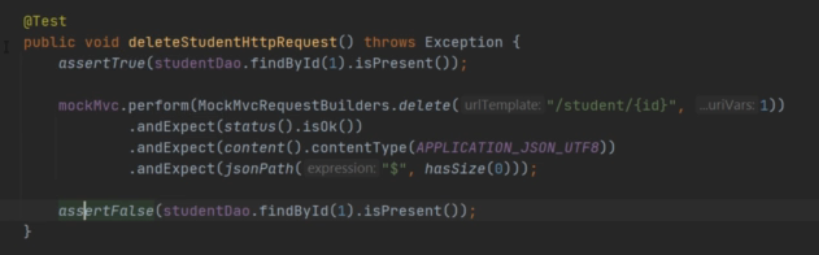 @Test
public void deleteStudentHttpRequest() throws Exception {
assertTrue(studentDao.findById(1).isPresent());
mockMvc.perform(MockMvcRequestBuilders.delete( urlTemplate: "/student/{id}", ...uriVars: 1))
.andExpect(status().isOk())
.andExpect(content().contentType(APPLICATION_JSON_UTF8))
.andExpect(jsonPath( expression: "$", hasSize(0)));
assertFalse(studentDao.findById(1).isPresent());
}